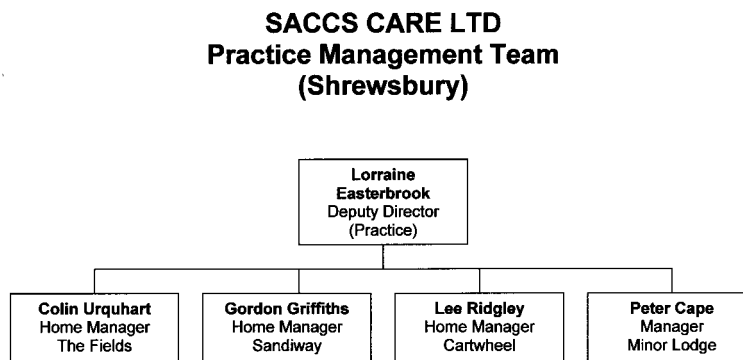 SACCS CARE LTD
Practice Management Team
(Shrewsbury)
Lorraine
Easterbrook
Deputy Director
(Practice)
Colin Urquhart
Home Manager
The Fields
Gordon Griffiths
Home Manager
Sandiway
Lee Ridgley
Home Manager
Cartwheel
Peter Cape
Manager
Minor Lodge